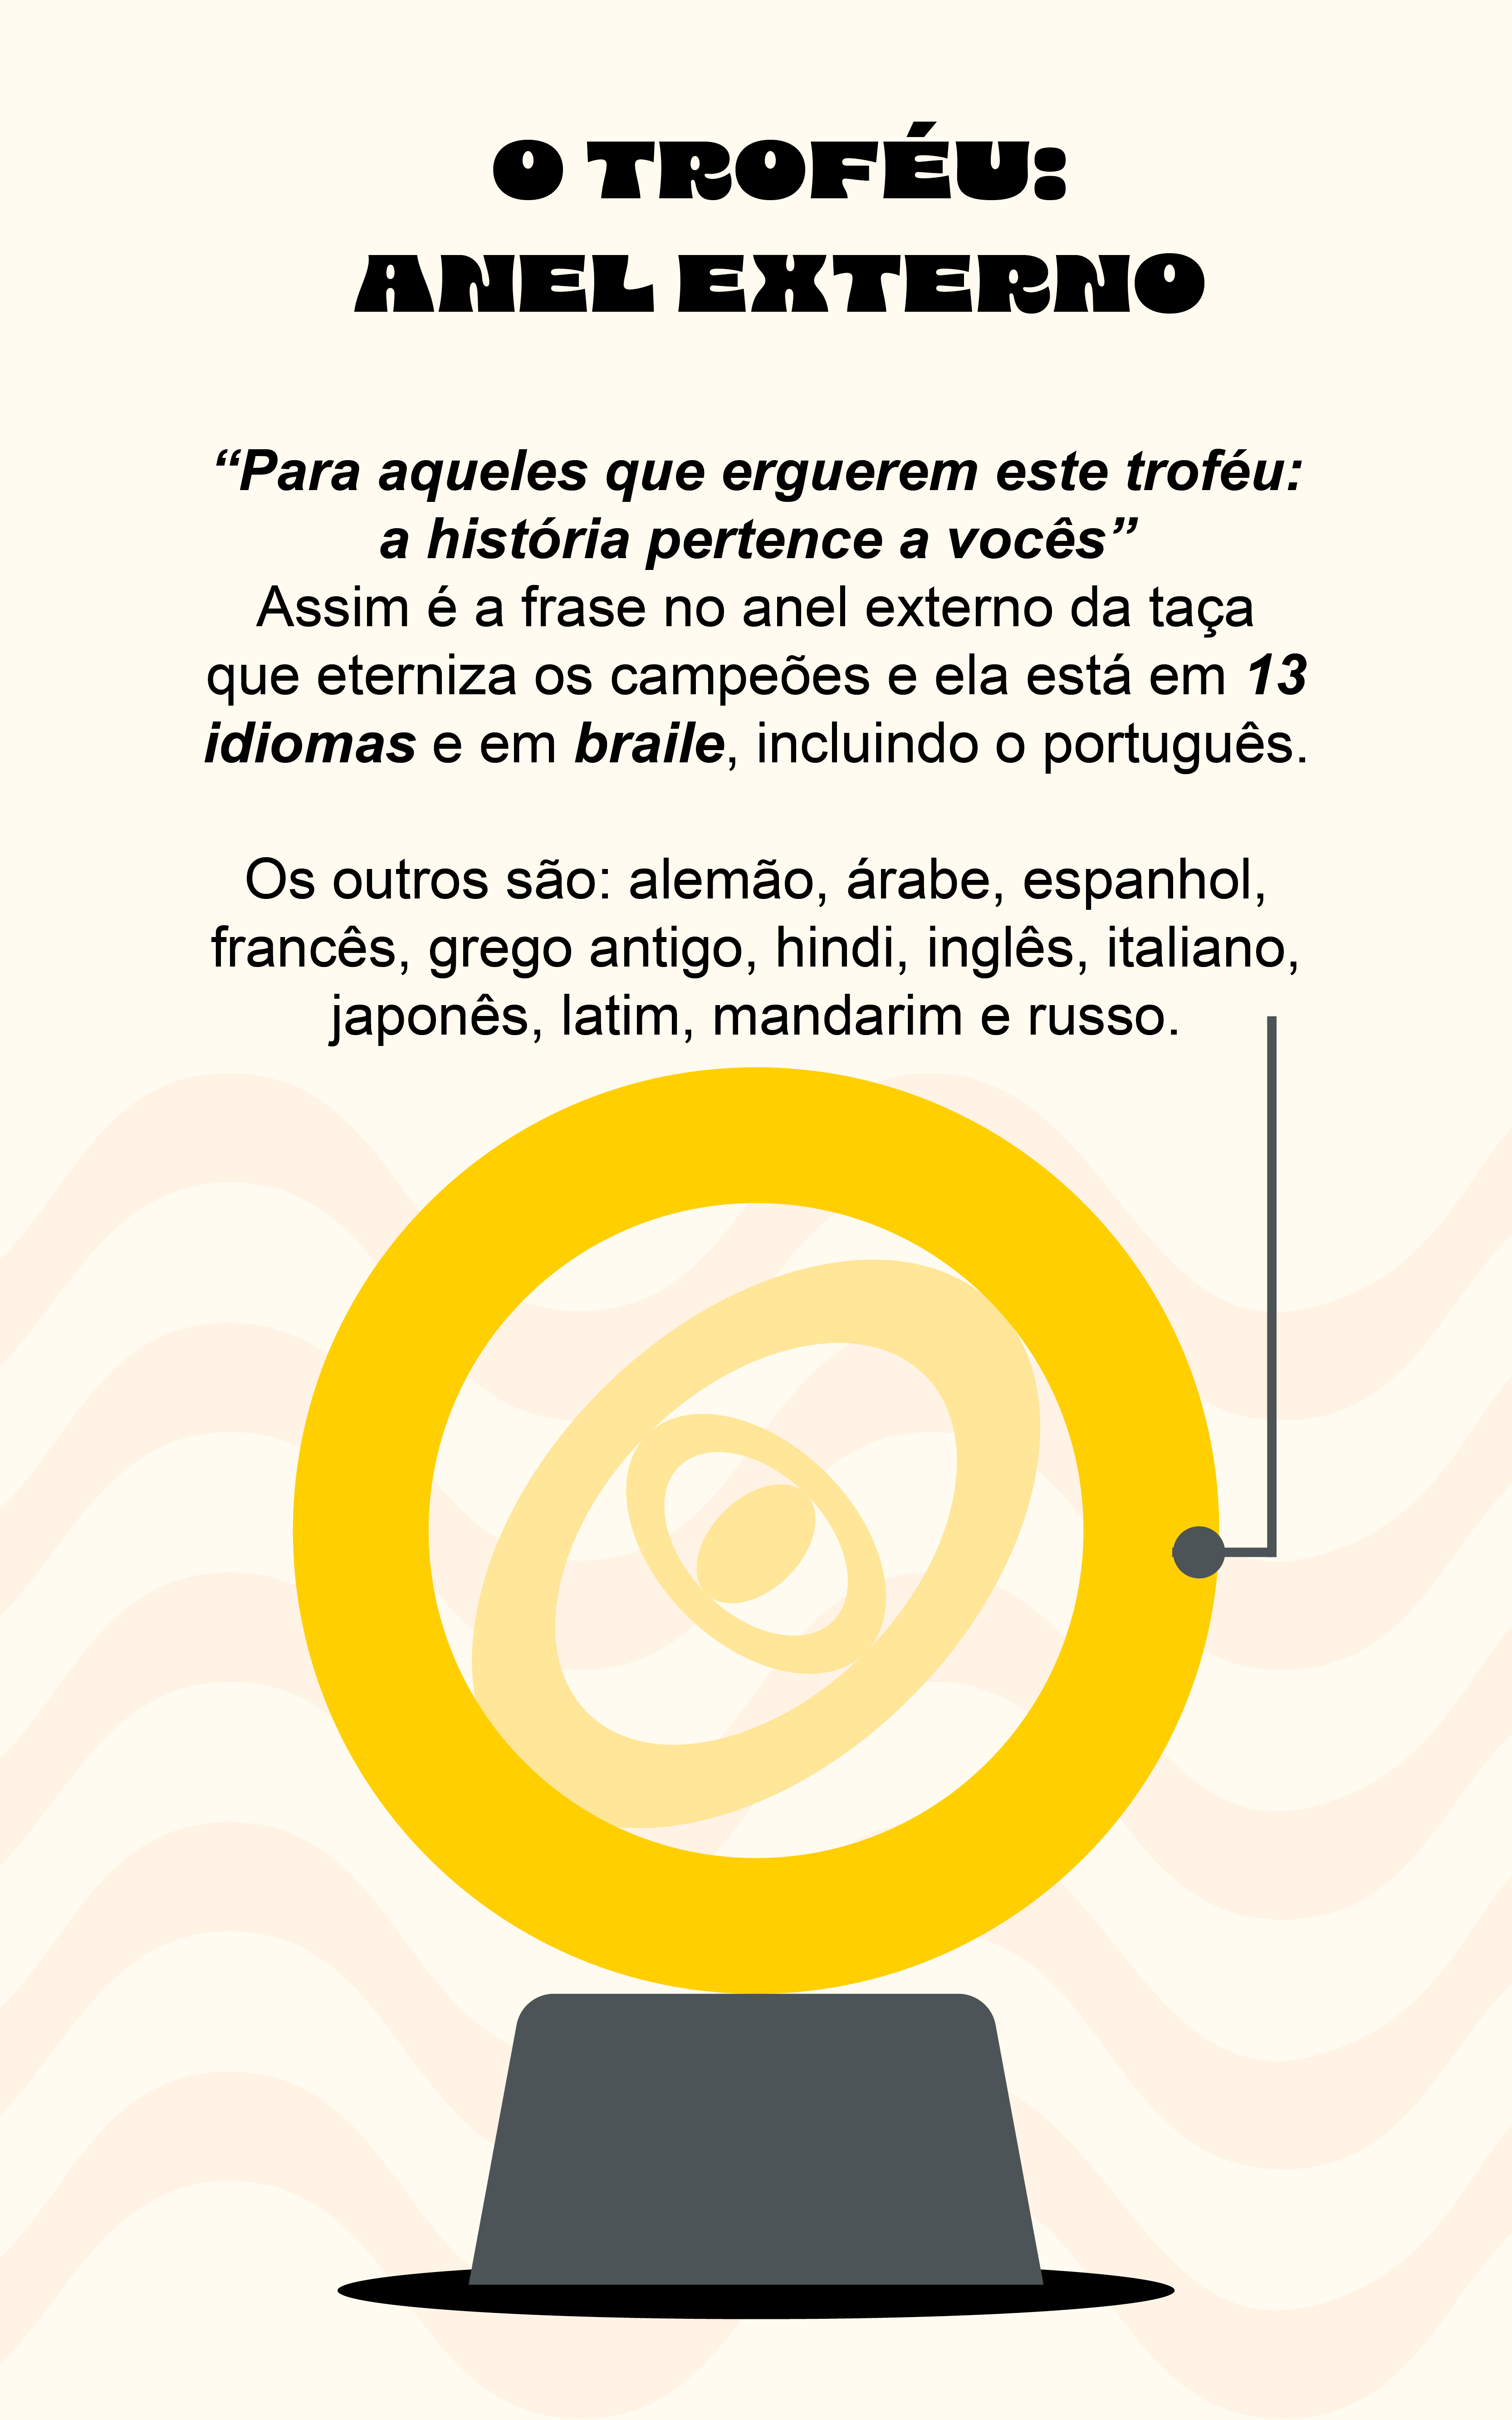 O TROFÉU:
ANEL EXTERNO
“Para aqueles que erguerem este troféu:
a história pertence a vocês”
Assim é a frase no anel externo da taça
que eterniza os campeões e ela está em 13
idiomas e em braile, incluindo o português.
Os outros são: alemão, árabe, espanhol,
francês, grego antigo, hindi, inglês, italiano,
japonês, latim, mandarim e russo.